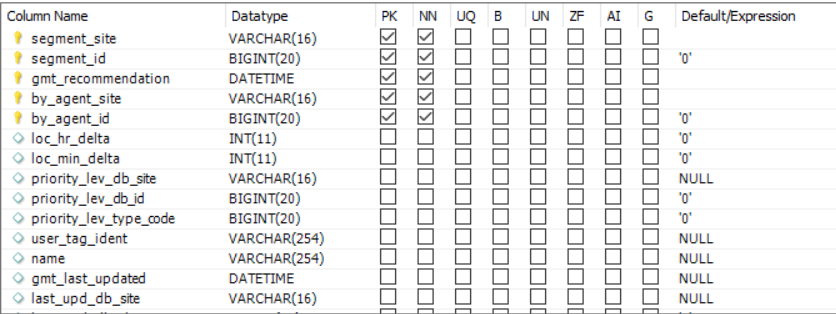 Column Name Datatype PK NN UQ B UN ZF AI G Default/Expression
segment_site VARCHAR(16)
segment_id BIGINT(20) '0'
gmt_recommendation DATETIME
by_agent_site VARCHAR(16)
by_agent_id BIGINT(20) '0'
loc_hr_delta INT(11) '0'
loc_min_delta INT(11) '0'
priority_lev_db_site VARCHAR(16) NULL
priority_lev_db_id BIGINT(20) '0'
priority_lev_type_code BIGINT(20) '0'
user_tag_ident VARCHAR(254) NULL
name VARCHAR(254) NULL
gmt_last_updated DATETIME NULL
last_upd_db_site VARCHAR(16) NULL